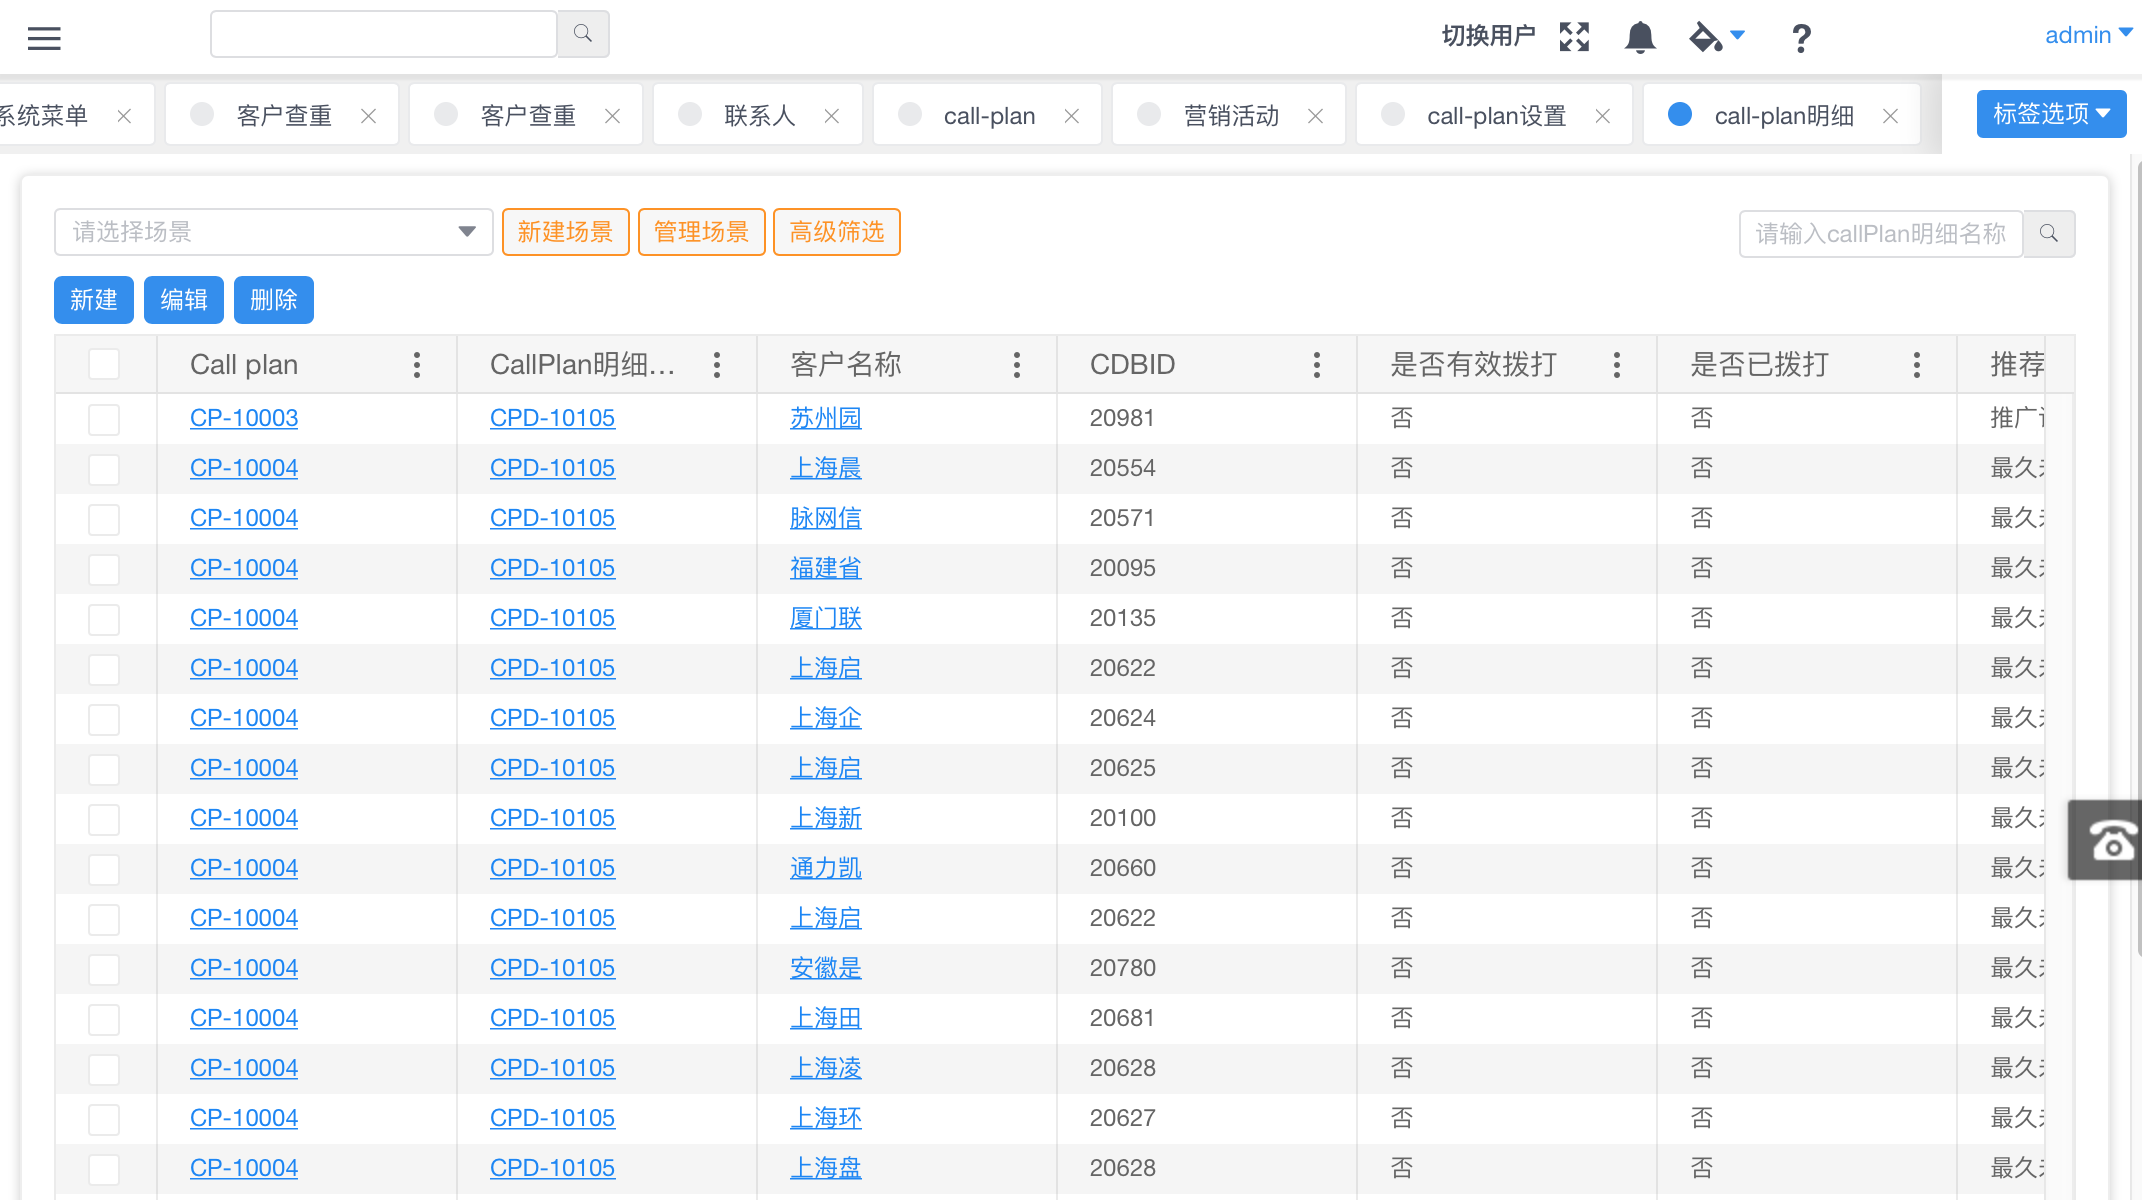 切换用户
admin
系统菜单
客户查重
客户查重
联系人
call-plan
营销活动
call-plan设置
call-plan明细
标签选项
请选择场景
新建场景
管理场景
高级筛选
请输入callPlan明细名称
新建
编辑
删除
Call plan CallPlan明细... 客户名称 CDBID 是否有效拨打 是否已拨打 推荐
CP-10003 CPD-10105 苏州园 20981 否 否 推广
CP-10004 CPD-10105 上海晨 20554 否 否 最久
CP-10004 CPD-10105 脉网信 20571 否 否 最久
CP-10004 CPD-10105 福建省 20095 否 否 最久
CP-10004 CPD-10105 厦门联 20135 否 否 最久
CP-10004 CPD-10105 上海启 20622 否 否 最久
CP-10004 CPD-10105 上海企 20624 否 否 最久
CP-10004 CPD-10105 上海启 20625 否 否 最久
CP-10004 CPD-10105 上海新 20100 否 否 最久
CP-10004 CPD-10105 通力凯 20660 否 否 最久
CP-10004 CPD-10105 上海启 20622 否 否 最久
CP-10004 CPD-10105 安徽是 20780 否 否 最久
CP-10004 CPD-10105 上海田 20681 否 否 最久
CP-10004 CPD-10105 上海凌 20628 否 否 最久
CP-10004 CPD-10105 上海环 20627 否 否 最久
CP-10004 CPD-10105 上海盘 20628 否 否 最久